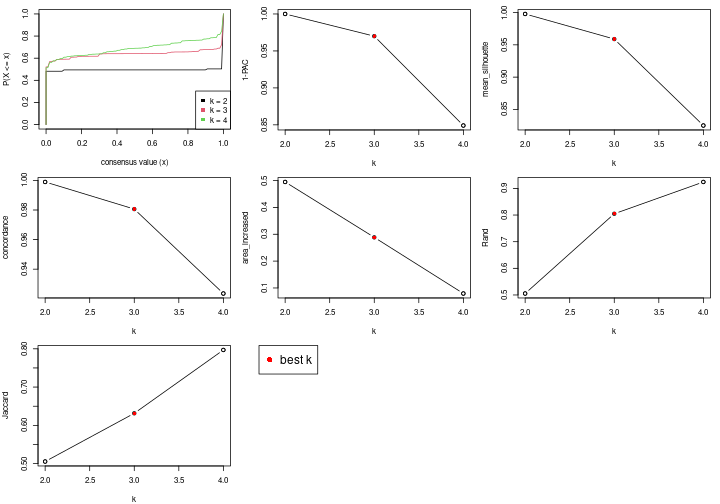 P(X <= x)
1.0
0.8
0.6
0.4
0.2
0.0
k = 2
k = 3
k = 4
0.0 0.2 0.4 0.6 0.8 1.0
consensus value (x)
1-PAC
1.00
0.95
0.90
0.85
2.0 2.5 3.0 3.5 4.0
k
mean_silhouette
1.00
0.95
0.90
0.85
2.0 2.5 3.0 3.5 4.0
k
concordance
1.00
0.98
0.96
0.94
2.0 2.5 3.0 3.5 4.0
k
area_increased
0.5
0.4
0.3
0.2
0.1
2.0 2.5 3.0 3.5 4.0
k
Rand
0.9
0.8
0.7
0.6
0.5
2.0 2.5 3.0 3.5 4.0
k
Jaccard
0.80
0.70
0.60
0.50
2.0 2.5 3.0 3.5 4.0
k
best k